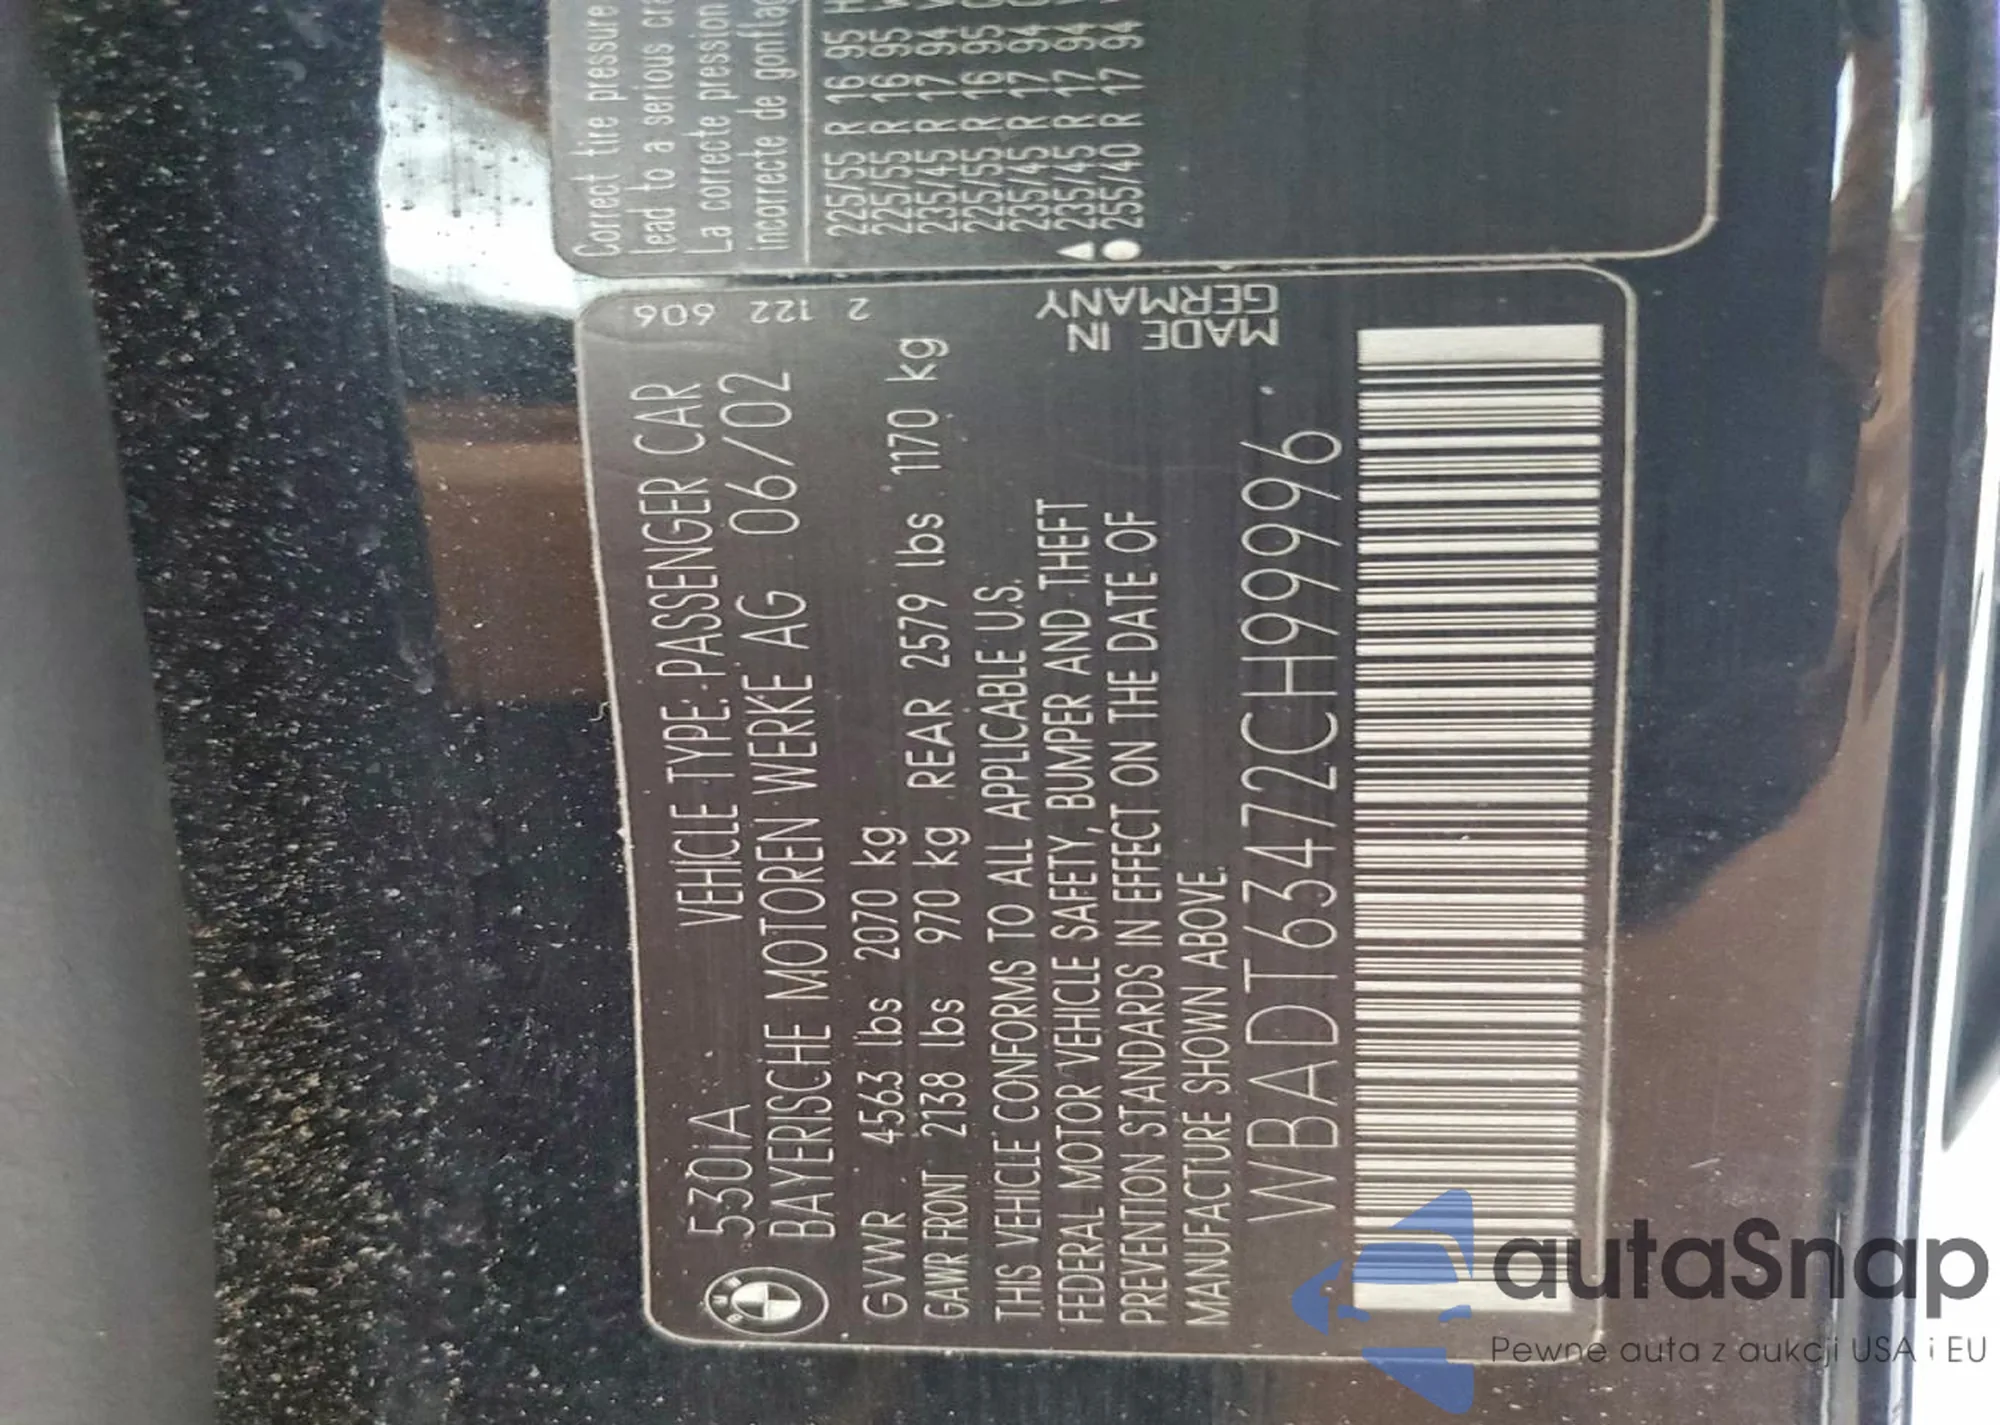 530iA VEHICLE TYPE: PASSENGER CAR
BAYERISCHE MOTOREN WERKE AG 06/02
GVWR 4563 lbs 2070 kg
GAWR FRONT 2138 lbs 970 kg REAR 2579 lbs 1170 kg
THIS VEHICLE CONFORMS TO ALL APPLICABLE U.S.
FEDERAL MOTOR VEHICLE SAFETY, BUMPER AND THEFT
PREVENTION STANDARDS IN EFFECT ON THE DATE OF
MANUFACTURE SHOWN ABOVE.
WBADT63472CH99996
2 122 606
MADE IN
GERMANY
Correct tire pressure
lead to a serious
La correcte pression
incorrecte de
225/55 R 16 95 H
225/55 R 16 95
235/45 R 17 94
225/55 R 16 95
235/45 R 17 94
235/45 R 17 94
255/40 R 17 94
autaSnap
Pewne auta z aukcji USA i EU